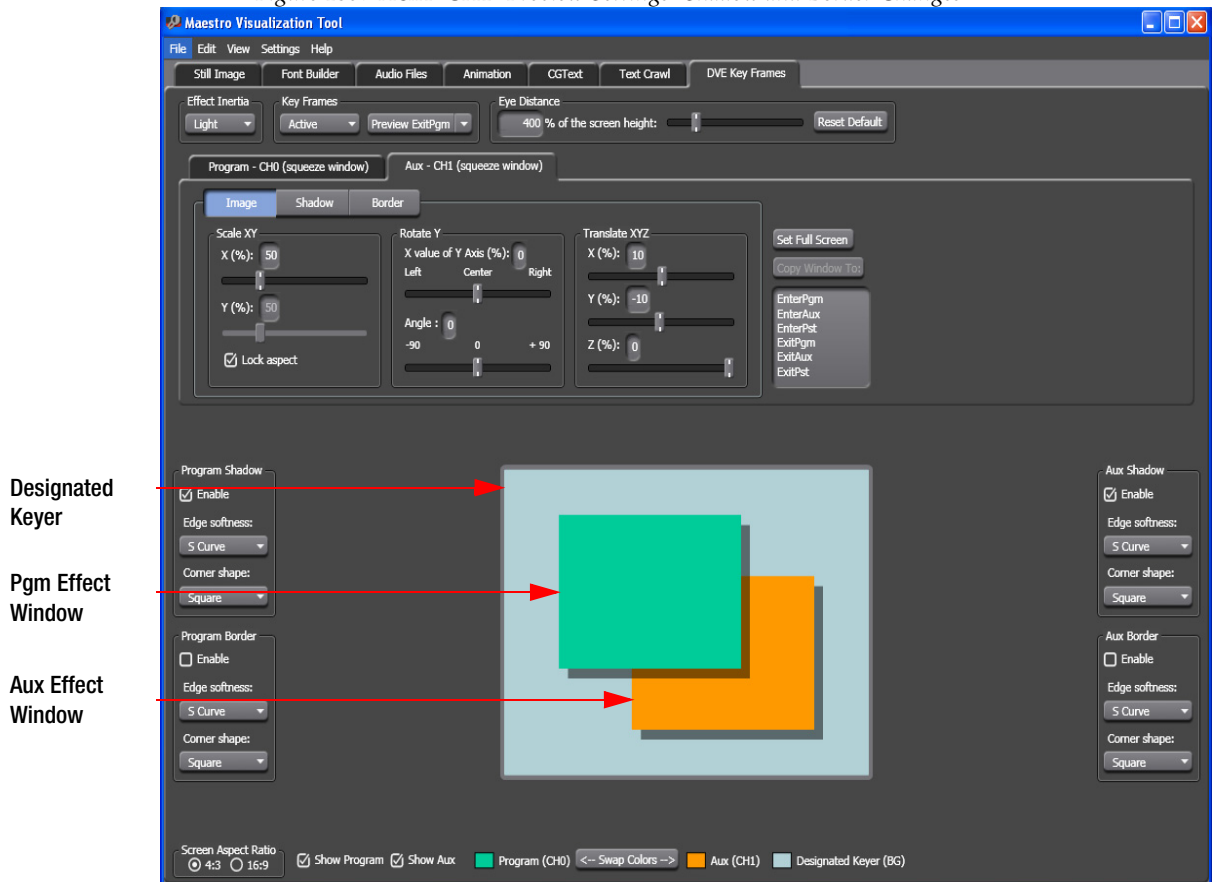 Maestro Visualization Tool
File Edit View Settings Help
Still Image Font Builder Audio Files Animation CGText Text Crawl DVE Key Frames
Effect Inertia Key Frames Eye Distance
Light Active Preview ExitPgm 400 % of the screen height: Reset Default
Program - CH0 (squeeze window) Aux - CH1 (squeeze window)
Image Shadow Border
Scale XY
X (%): 50
Y (%): 50
Lock aspect
Rotate Y
X value of Y Axis (%): 0
Left Center Right
Angle : 0
-90 0 + 90
Translate XYZ
X (%): 10
Y (%): -10
Z (%): 0
Set Full Screen
Copy Window To:
EnterPgm
EnterAux
EnterPst
ExitPgm
ExitAux
ExitPst
Designated
Keyer
Pgm Effect
Window
Aux Effect
Window
Program Shadow
Enable
Edge softness:
S Curve
Corner shape:
Square
Program Border
Enable
Edge softness:
S Curve
Corner shape:
Square
Aux Shadow
Enable
Edge softness:
S Curve
Corner shape:
Square
Aux Border
Enable
Edge softness:
S Curve
Corner shape:
Square
Screen Aspect Ratio
4:3 16:9 Show Program Show Aux Program (CH0) <-- Swap Colors --> Aux (CH1) Designated Keyer (BG)